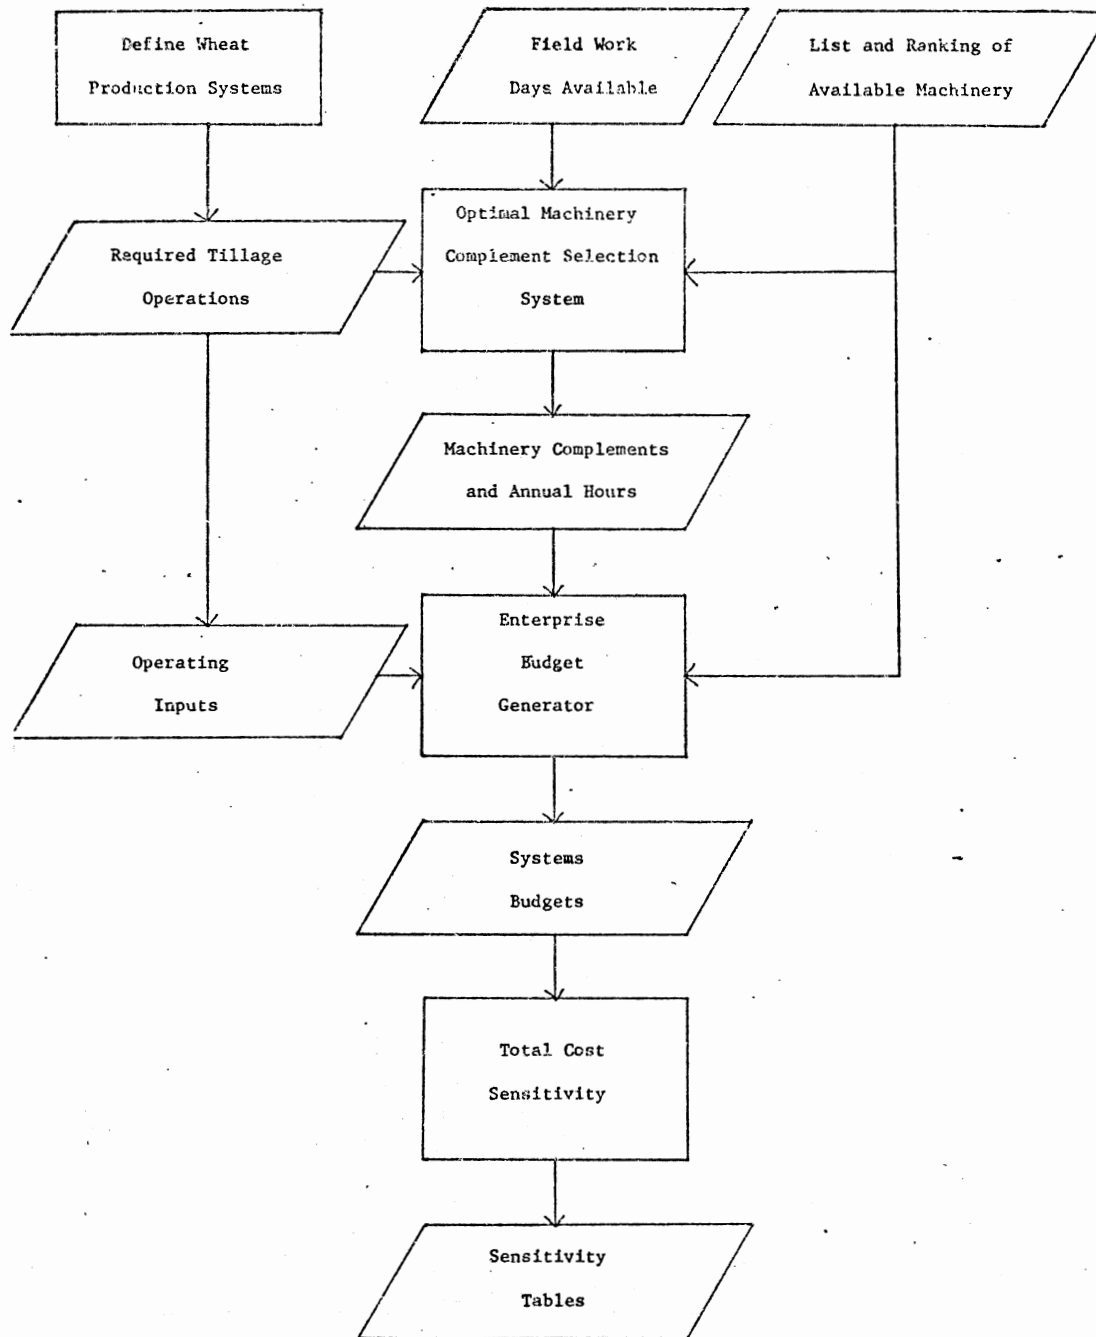 Define Wheat
Production Systems
Field Work
Days Available
List and Ranking of
Available Machinery
Required Tillage
Operations
Optimal Machinery
Complement Selection
System
Machinery Complements
and Annual Hours
Operating
Inputs
Enterprise
Budget
Generator
Systems
Budgets
Total Cost
Sensitivity
Sensitivity
Tables